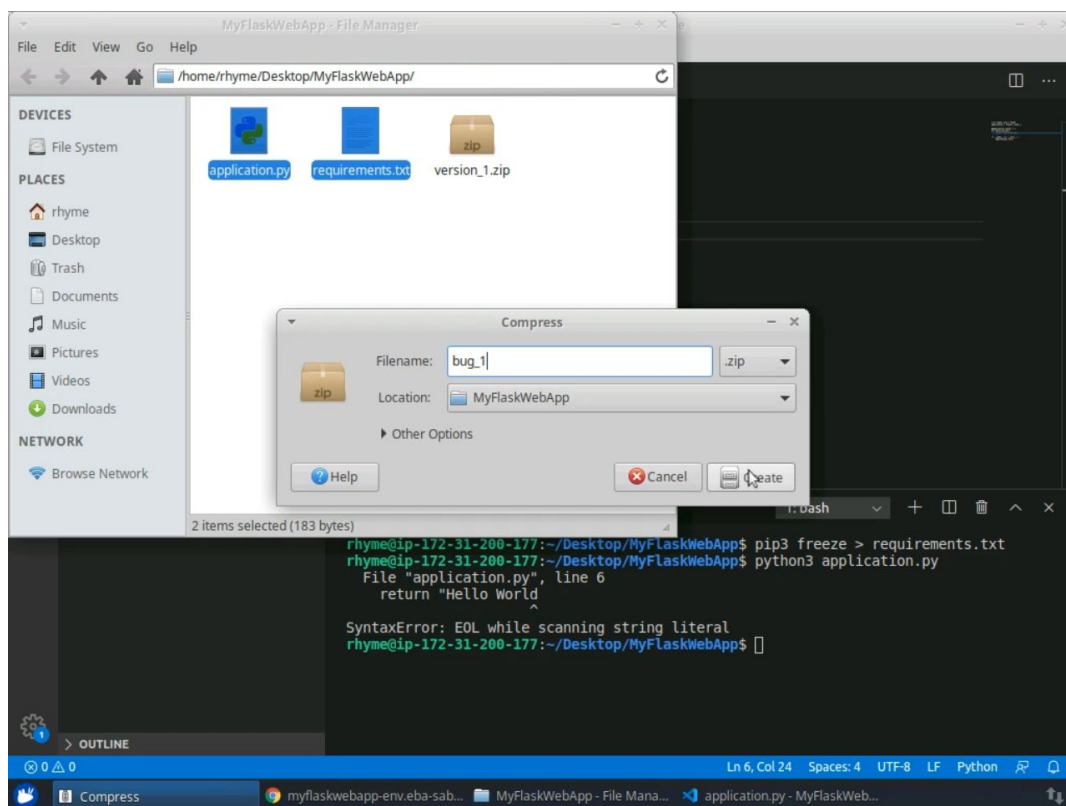 MyFlaskWebApp - File Manager
File Edit View Go Help
/home/rhyme/Desktop/MyFlaskWebApp/
DEVICES
File System
PLACES
rhyme
Desktop
Trash
Documents
Music
Pictures
Videos
Downloads
NETWORK
Browse Network
application.py requirements.txt version_1.zip
zip
2 items selected (183 bytes)
Compress
Filename: bug_1 .zip
zip
Location: MyFlaskWebApp
Other Options
Help Cancel Create
1: bash
rhyme@ip-172-31-200-177:~/Desktop/MyFlaskWebApp$ pip3 freeze > requirements.txt
rhyme@ip-172-31-200-177:~/Desktop/MyFlaskWebApp$ python3 application.py
File "application.py", line 6
return "Hello World
^
SyntaxError: EOL while scanning string literal
rhyme@ip-172-31-200-177:~/Desktop/MyFlaskWebApp$
1
> OUTLINE
0 0 Ln 6, Col 24 Spaces: 4 UTF-8 LF Python
Compress myflaskwebapp-env.eba-sab... MyFlaskWebApp - File Mana... application.py - MyFlaskWeb...